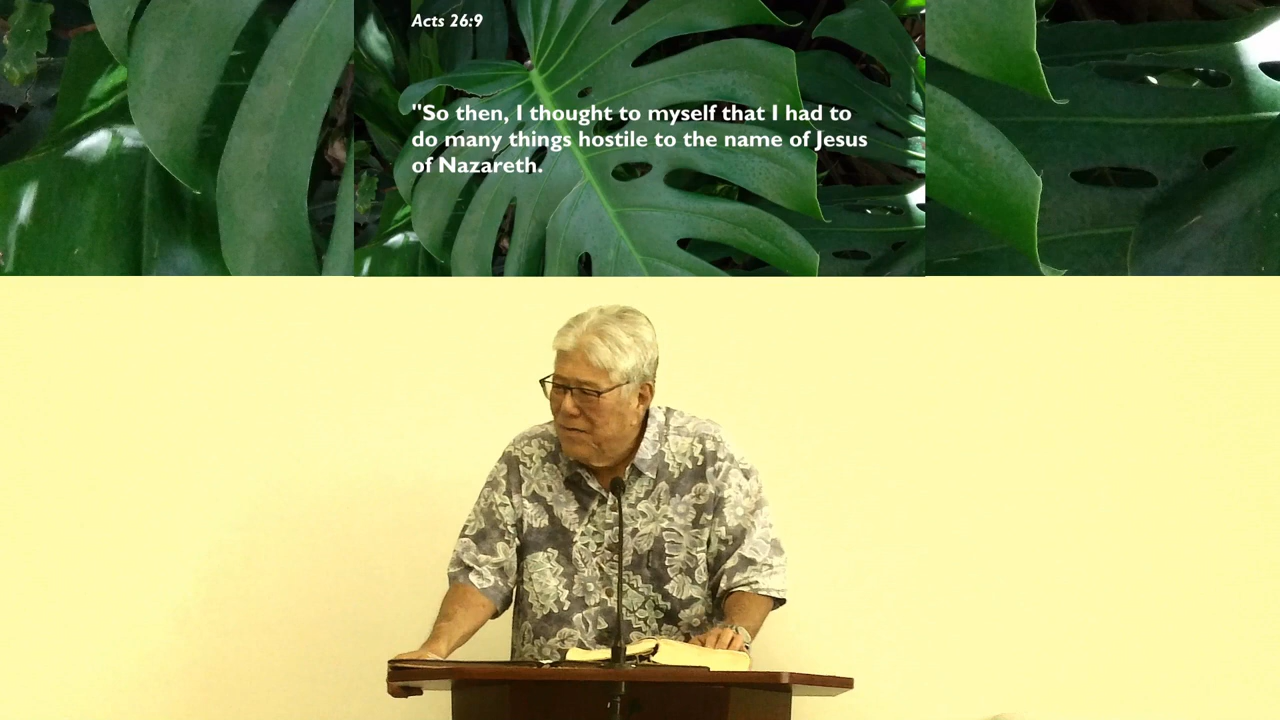 Acts 26:9
"So then, I thought to myself that I had to
do many things hostile to the name of Jesus
of Nazareth.